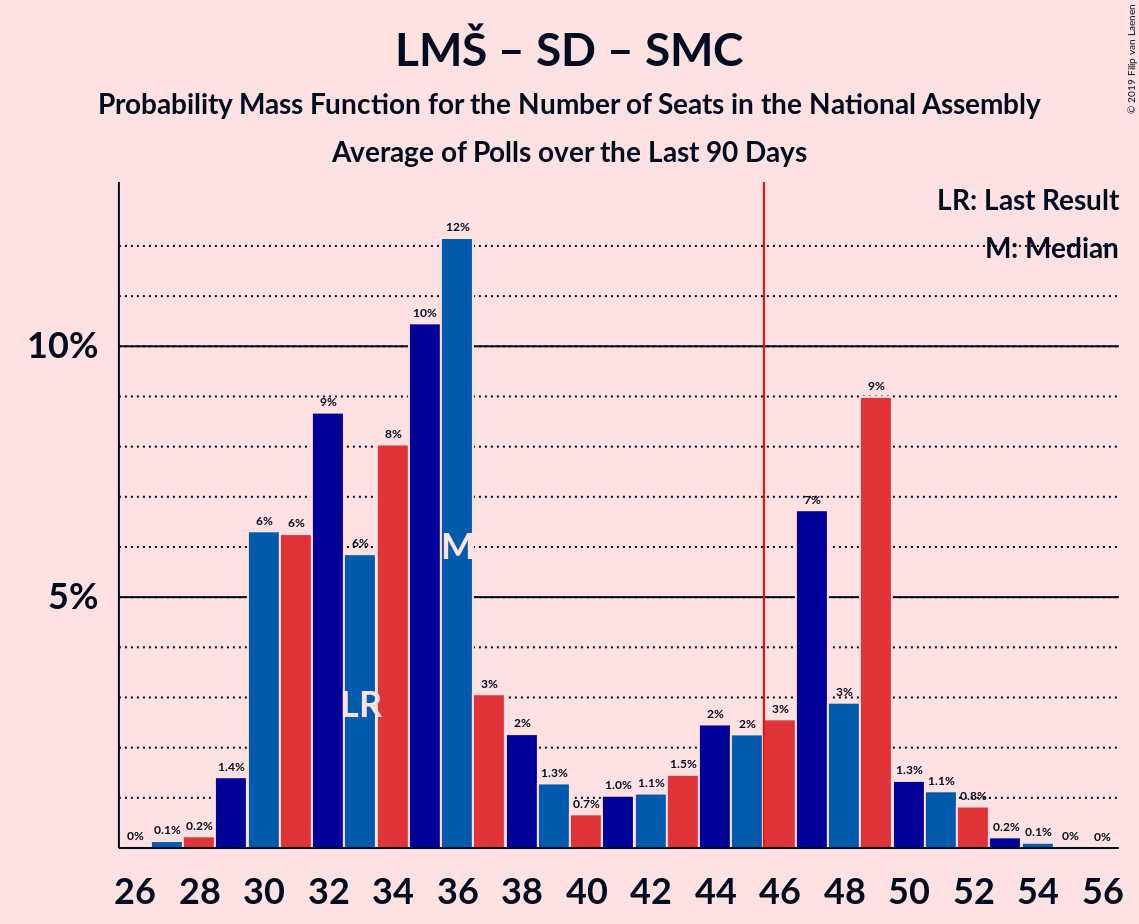 LMŠ – SD – SMC
Probability Mass Function for the Number of Seats in the National Assembly
Average of Polls over the Last 90 Days
© 2019 Filip van Laenen
LR: Last Result
M: Median
10%
5%
0% 0.1% 0.2% 1.4% 6% 6% 9% 6% 8% 10% 12% 3% 2% 1.3% 0.7% 1.0% 1.1% 1.5% 2% 2% 3% 7% 3% 9% 1.3% 1.1% 0.8% 0.2% 0.1% 0% 0%
LR
M
26 28 30 32 34 36 38 40 42 44 46 48 50 52 54 56